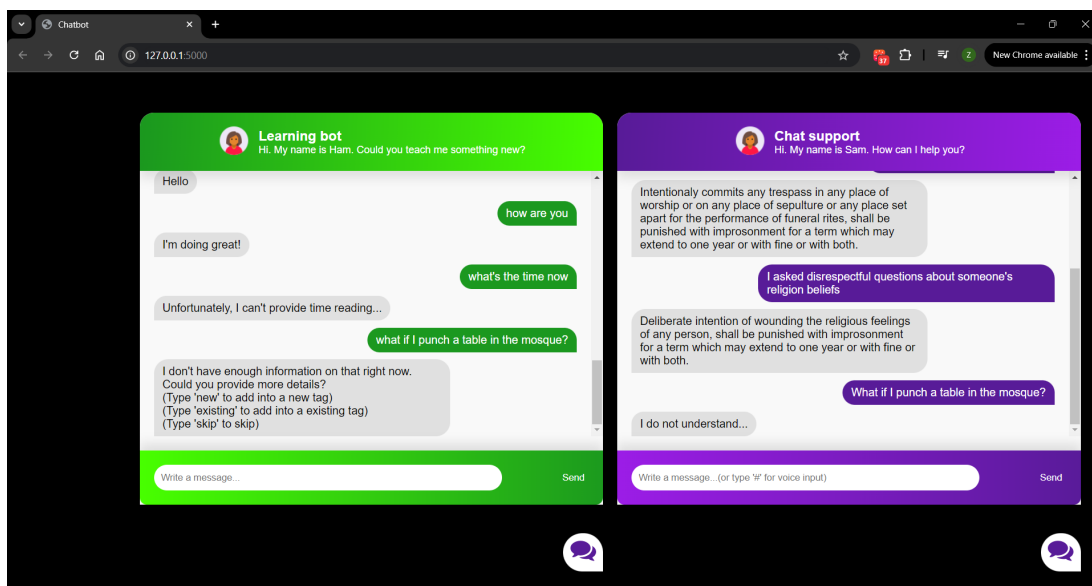 Chatbot
127.0.0.1:5000
37
Z
New Chrome available
Learning bot
Hi. My name is Ham. Could you teach me something new?
Hello
how are you
I'm doing great!
what's the time now
Unfortunately, I can't provide time reading...
what if I punch a table in the mosque?
I don't have enough information on that right now.
Could you provide more details?
(Type 'new' to add into a new tag)
(Type 'existing' to add into a existing tag)
(Type 'skip' to skip)
Write a message...
Send
Chat support
Hi. My name is Sam. How can I help you?
Intentionaly commits any trespass in any place of
worship or on any place of sepulture or any place set
apart for the performance of funeral rites, shall be
punished with improsonment for a term which may
extend to one year or with fine or with both.
I asked disrespectful questions about someone's
religion beliefs
Deliberate intention of wounding the religious feelings
of any person, shall be punished with improsonment
for a term which may extend to one year or with fine or
with both.
What if I punch a table in the mosque?
I do not understand...
Write a message...(or type '#' for voice input)
Send